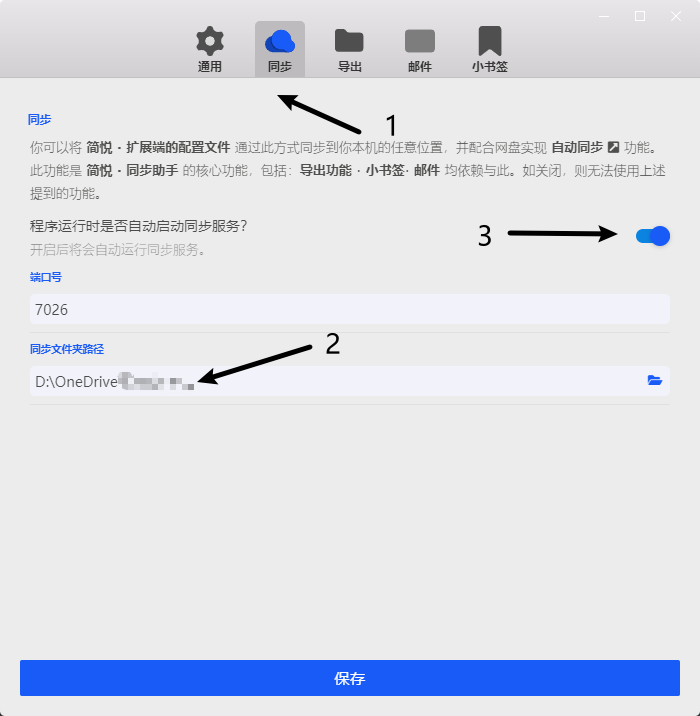 通用 同步 导出 邮件 小书签
1
同步
你可以将 简悦 · 扩展端的配置文件 通过此方式同步到你本机的任意位置，并配合网盘实现 自动同步 功能。
此功能是 简悦 · 同步助手 的核心功能，包括：导出功能 · 小书签· 邮件 均依赖与此。如关闭，则无法使用上述
提到的功能。
程序运行时是否自动启动同步服务？
3
开启后将会自动运行同步服务。
端口号
7026
同步文件夹路径
2
D:\OneDrive
保存